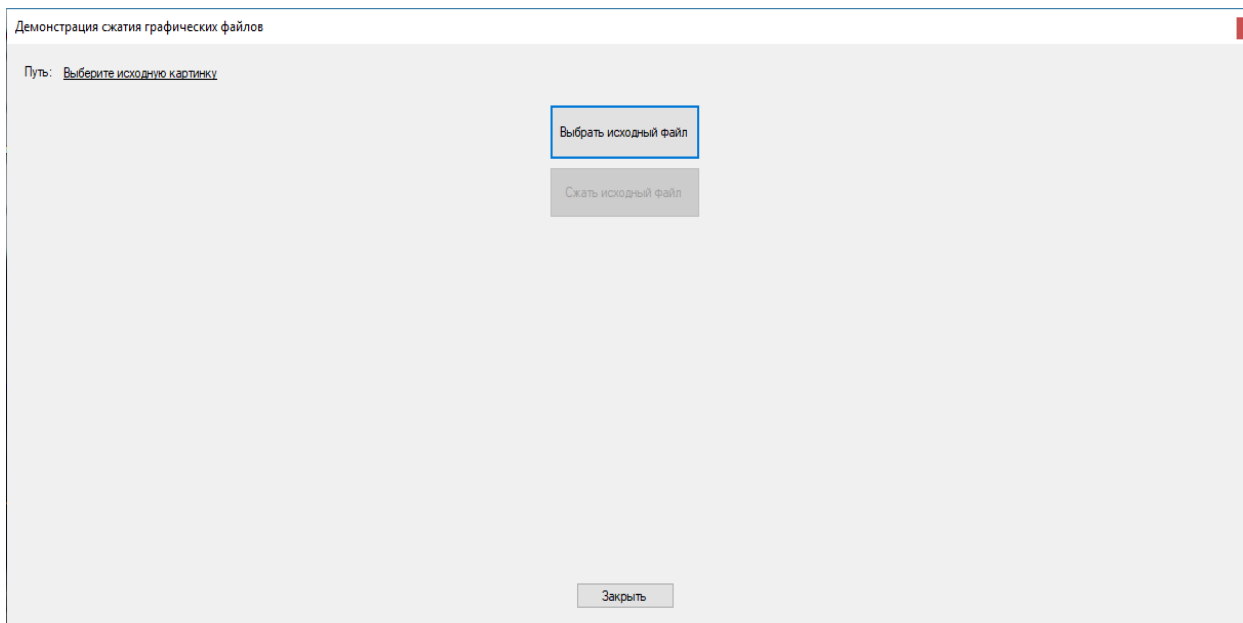 Демонстрация сжатия графических файлов
Путь: Выберите исходную картинку
Выбрать исходный файл
Сжать исходный файл
Закрыть